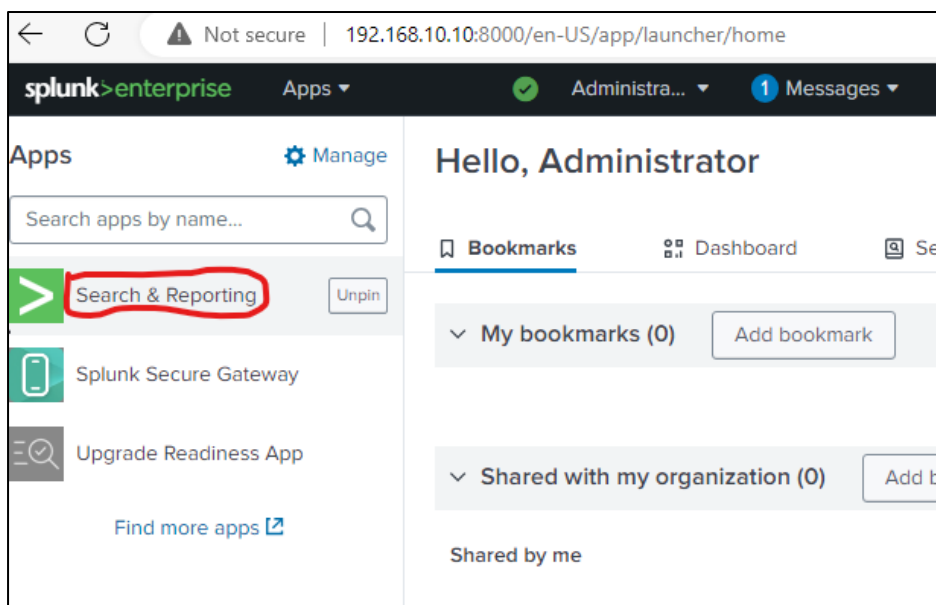 Not secure | 192.168.10.10:8000/en-US/app/launcher/home
splunk>enterprise Apps Administra... 1 Messages
Apps Manage
Search apps by name...
Search & Reporting Unpin
Splunk Secure Gateway
Upgrade Readiness App
Find more apps
Hello, Administrator
Bookmarks Dashboard Se
My bookmarks (0) Add bookmark
Shared with my organization (0) Add b
Shared by me